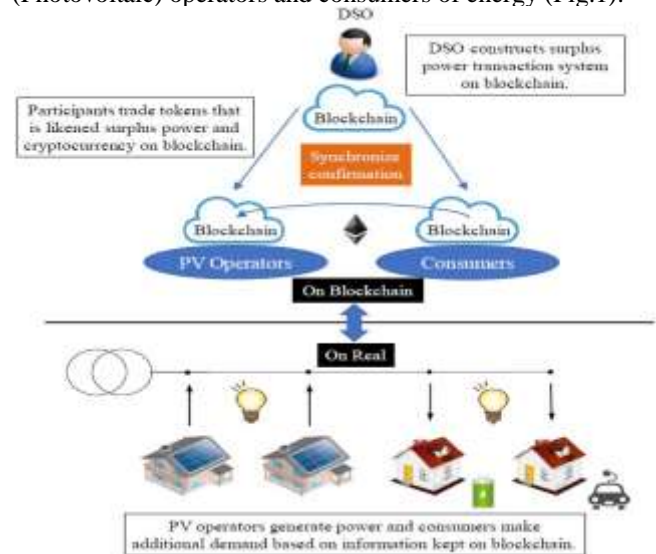 (Photovoltaic) operators and consumers of energy (Fig.1).
DSO
DSO constructs surplus
power transaction system
on blockchain.
Participants trade tokens that
is likened surplus power and
cryptocurrency on blockchain.
Blockchain
Synchronize
confirmation
Blockchain
Blockchain
PV Operators
Consumers
On Blockchain
On Real
PV operators generate power and consumers make
additional demand based on information kept on blockchain.